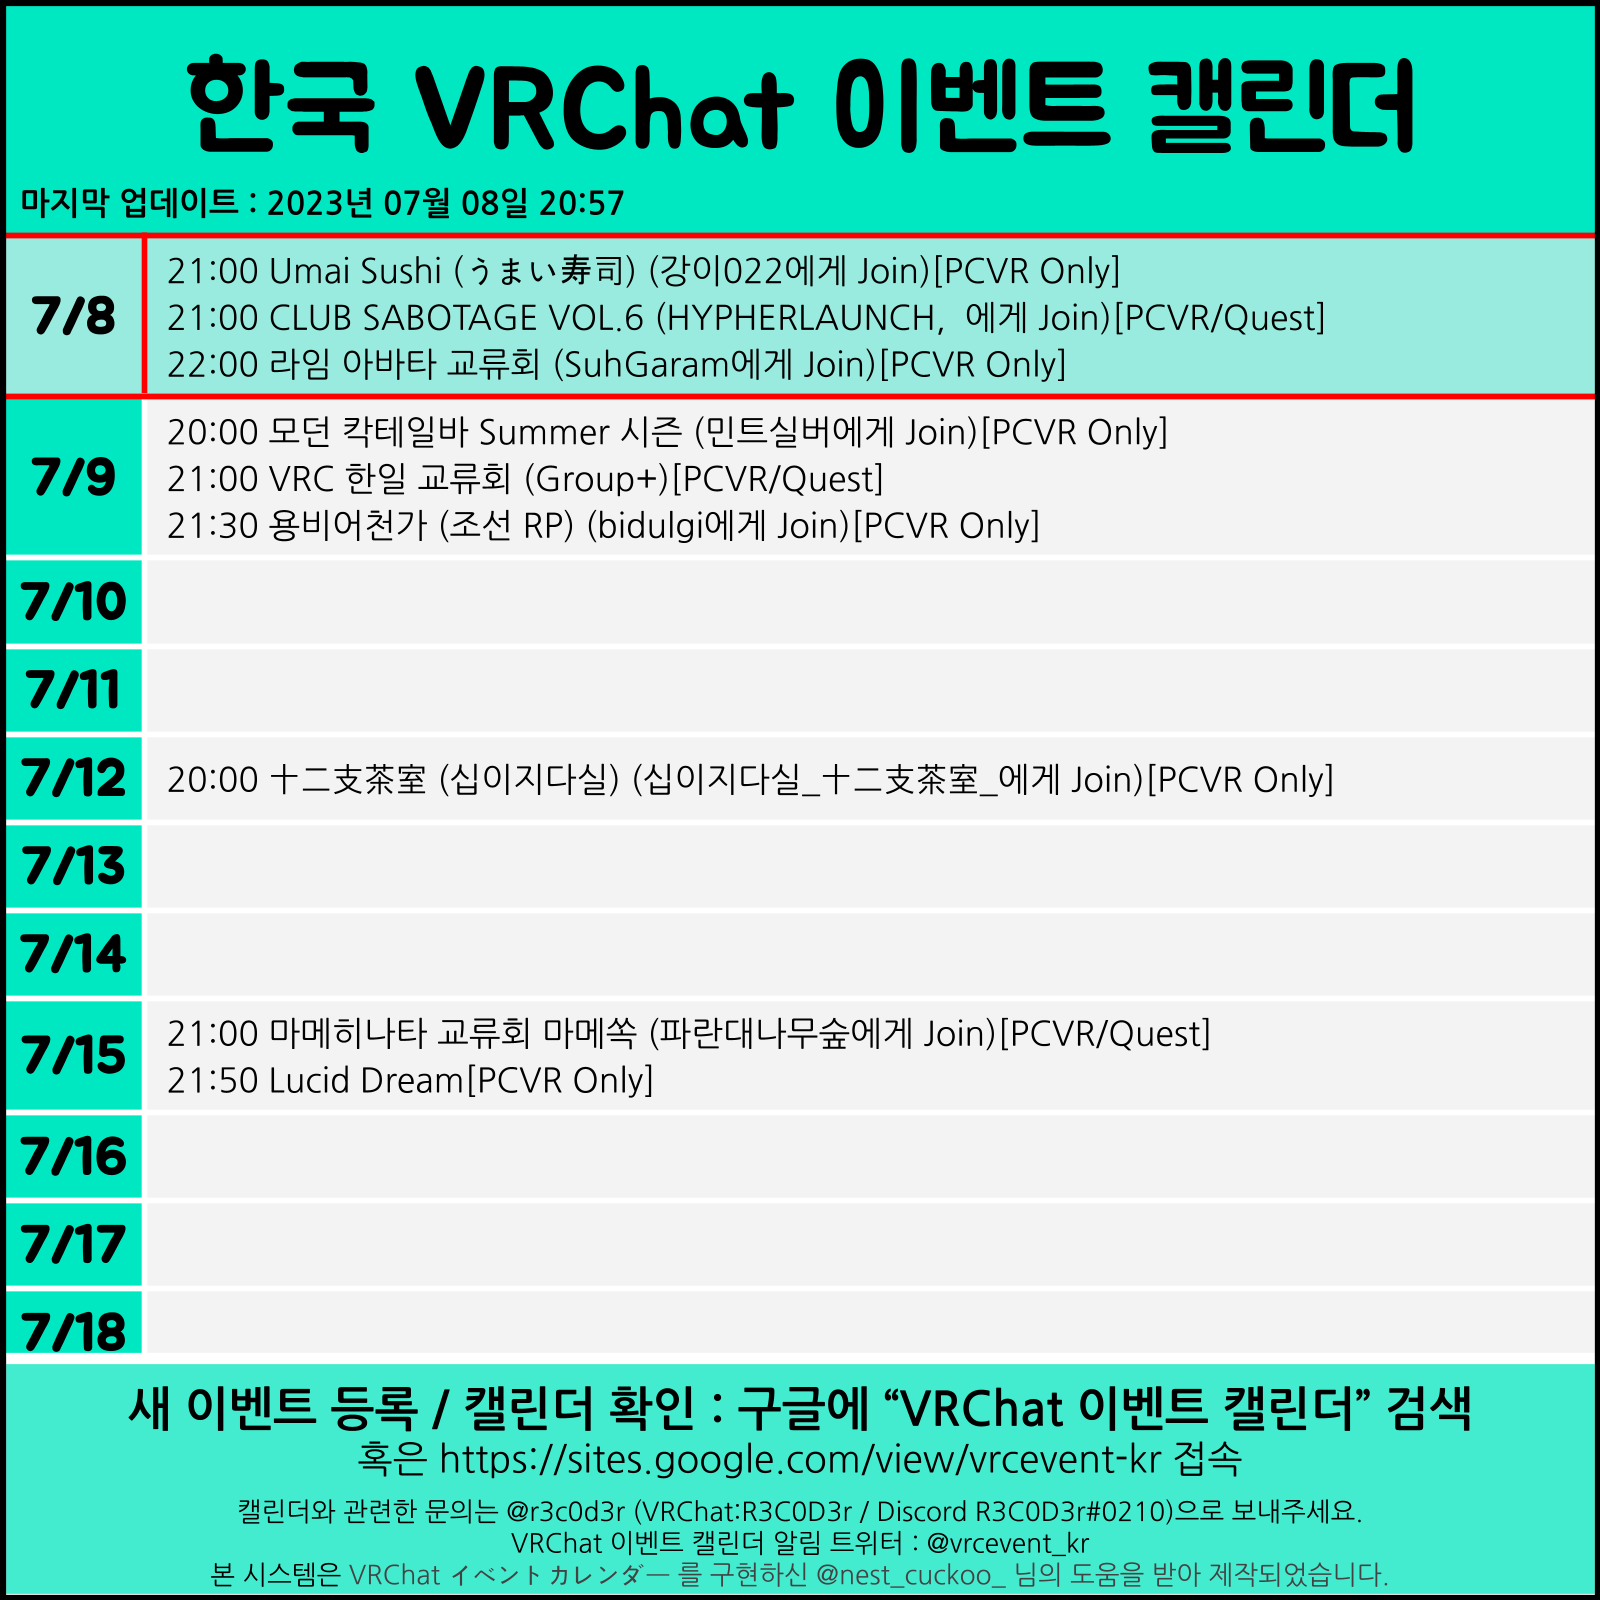 한국 VRChat 이벤트 캘린더
마지막 업데이트 : 2023년 07월 08일 20:57
7/8
21:00 Umai Sushi (うまい寿司) (강이022에게 Join)[PCVR Only]
21:00 CLUB SABOTAGE VOL.6 (HYPHERLAUNCH, 에게 Join)[PCVR/Quest]
22:00 라임 아바타 교류회 (SuhGaram에게 Join)[PCVR Only]
7/9
20:00 모던 칵테일바 Summer 시즌 (민트실버에게 Join)[PCVR Only]
21:00 VRC 한일 교류회 (Group+)[PCVR/Quest]
21:30 용비어천가 (조선 RP) (bidulgi에게 Join)[PCVR Only]
7/10
7/11
7/12
20:00 十二支茶室 (십이지다실) (십이지다실_十二支茶室_에게 Join)[PCVR Only]
7/13
7/14
7/15
21:00 마메히나타 교류회 마메쏙 (파란대나무숲에게 Join)[PCVR/Quest]
21:50 Lucid Dream[PCVR Only]
7/16
7/17
7/18
새 이벤트 등록 / 캘린더 확인 : 구글에 “VRChat 이벤트 캘린더” 검색
혹은 https://sites.google.com/view/vrcevent-kr 접속
캘린더와 관련한 문의는 @r3c0d3r (VRChat:R3C0D3r / Discord R3C0D3r#0210)으로 보내주세요.
VRChat 이벤트 캘린더 알림 트위터 : @vrcevent_kr
본 시스템은 VRChat イベントカレンダー 를 구현하신 @nest_cuckoo_ 님의 도움을 받아 제작되었습니다.